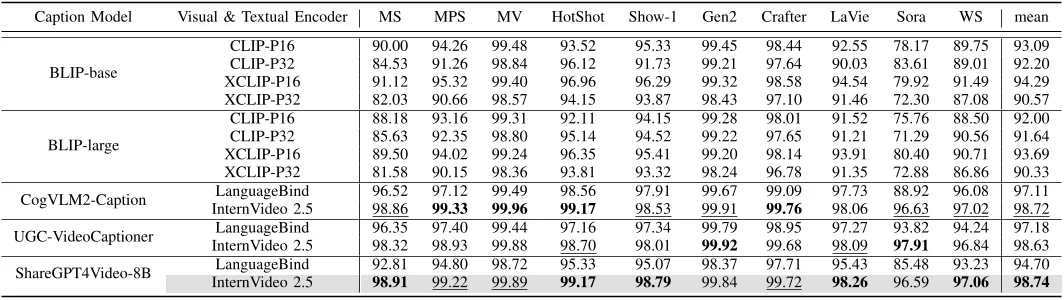 Caption Model Visual & Textual Encoder MS MPS MV HotShot Show-1 Gen2 Crafter LaVie Sora WS mean
BLIP-base
CLIP-P16 90.00 94.26 99.48 93.52 95.33 99.45 98.44 92.55 78.17 89.75 93.09
CLIP-P32 84.53 91.26 98.84 96.12 91.73 99.21 97.64 90.03 83.61 89.01 92.20
XCLIP-P16 91.12 95.32 99.40 96.96 96.29 99.32 98.58 94.54 79.92 91.49 94.29
XCLIP-P32 82.03 90.66 98.57 94.15 93.87 98.43 97.10 91.46 72.30 87.08 90.57
BLIP-large
CLIP-P16 88.18 93.16 99.31 92.11 94.15 99.28 98.01 91.52 75.76 88.50 92.00
CLIP-P32 85.63 92.35 98.80 95.14 94.52 99.22 97.65 91.21 71.29 90.56 91.64
XCLIP-P16 89.50 94.02 99.24 96.35 95.41 99.20 98.14 93.91 80.40 90.71 93.69
XCLIP-P32 81.58 90.15 98.36 93.81 93.32 98.24 96.78 91.35 72.88 86.86 90.33
CogVLM2-Caption
LanguageBind 96.52 97.12 99.49 98.56 97.91 99.67 99.09 97.73 88.92 96.08 97.11
InternVideo 2.5 98.86 99.33 99.96 99.17 98.53 99.91 99.76 98.06 96.63 97.02 98.72
UGC-VideoCaptioner
LanguageBind 96.35 97.40 99.44 97.16 97.34 99.79 98.95 97.27 93.82 94.24 97.18
InternVideo 2.5 98.32 98.93 99.88 98.70 98.01 99.92 99.68 98.09 97.91 96.84 98.63
ShareGPT4Video-8B
LanguageBind 92.81 94.80 98.72 95.33 95.07 98.37 97.71 95.43 85.48 93.23 94.70
InternVideo 2.5 98.91 99.22 99.89 99.17 98.79 99.84 99.72 98.26 96.59 97.06 98.74